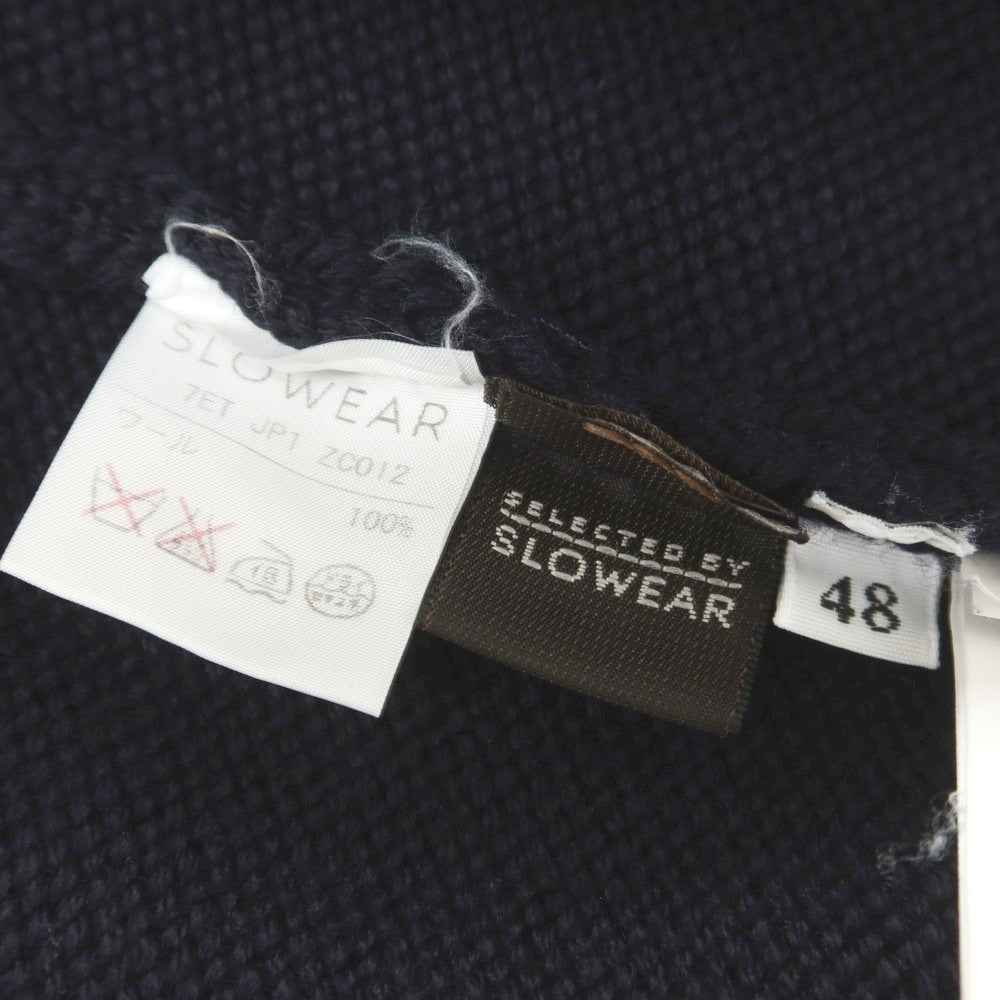 SLOWEAR
7ET JP1 ZC012
ウール
100%
SELECTED BY
SLOWEAR
48